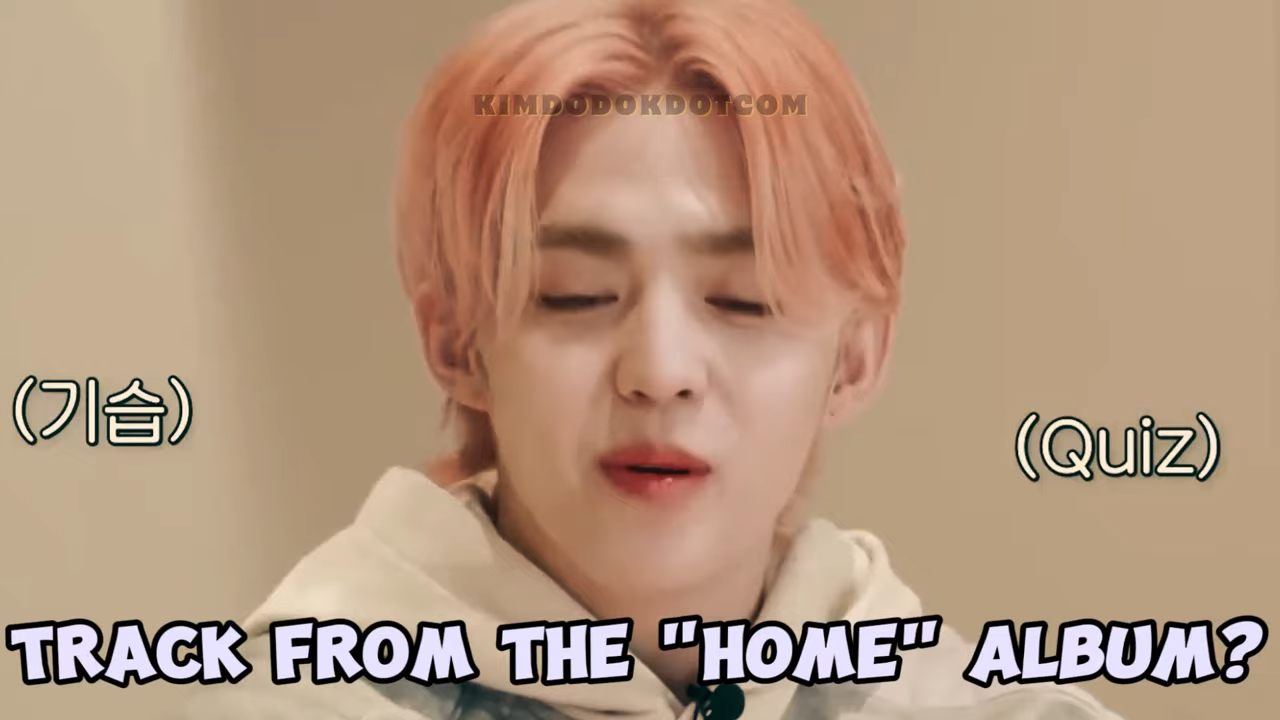 KIMDODOKDOTCOM
(기습)
(Quiz)
TRACK FROM THE "HOME" ALBUM?